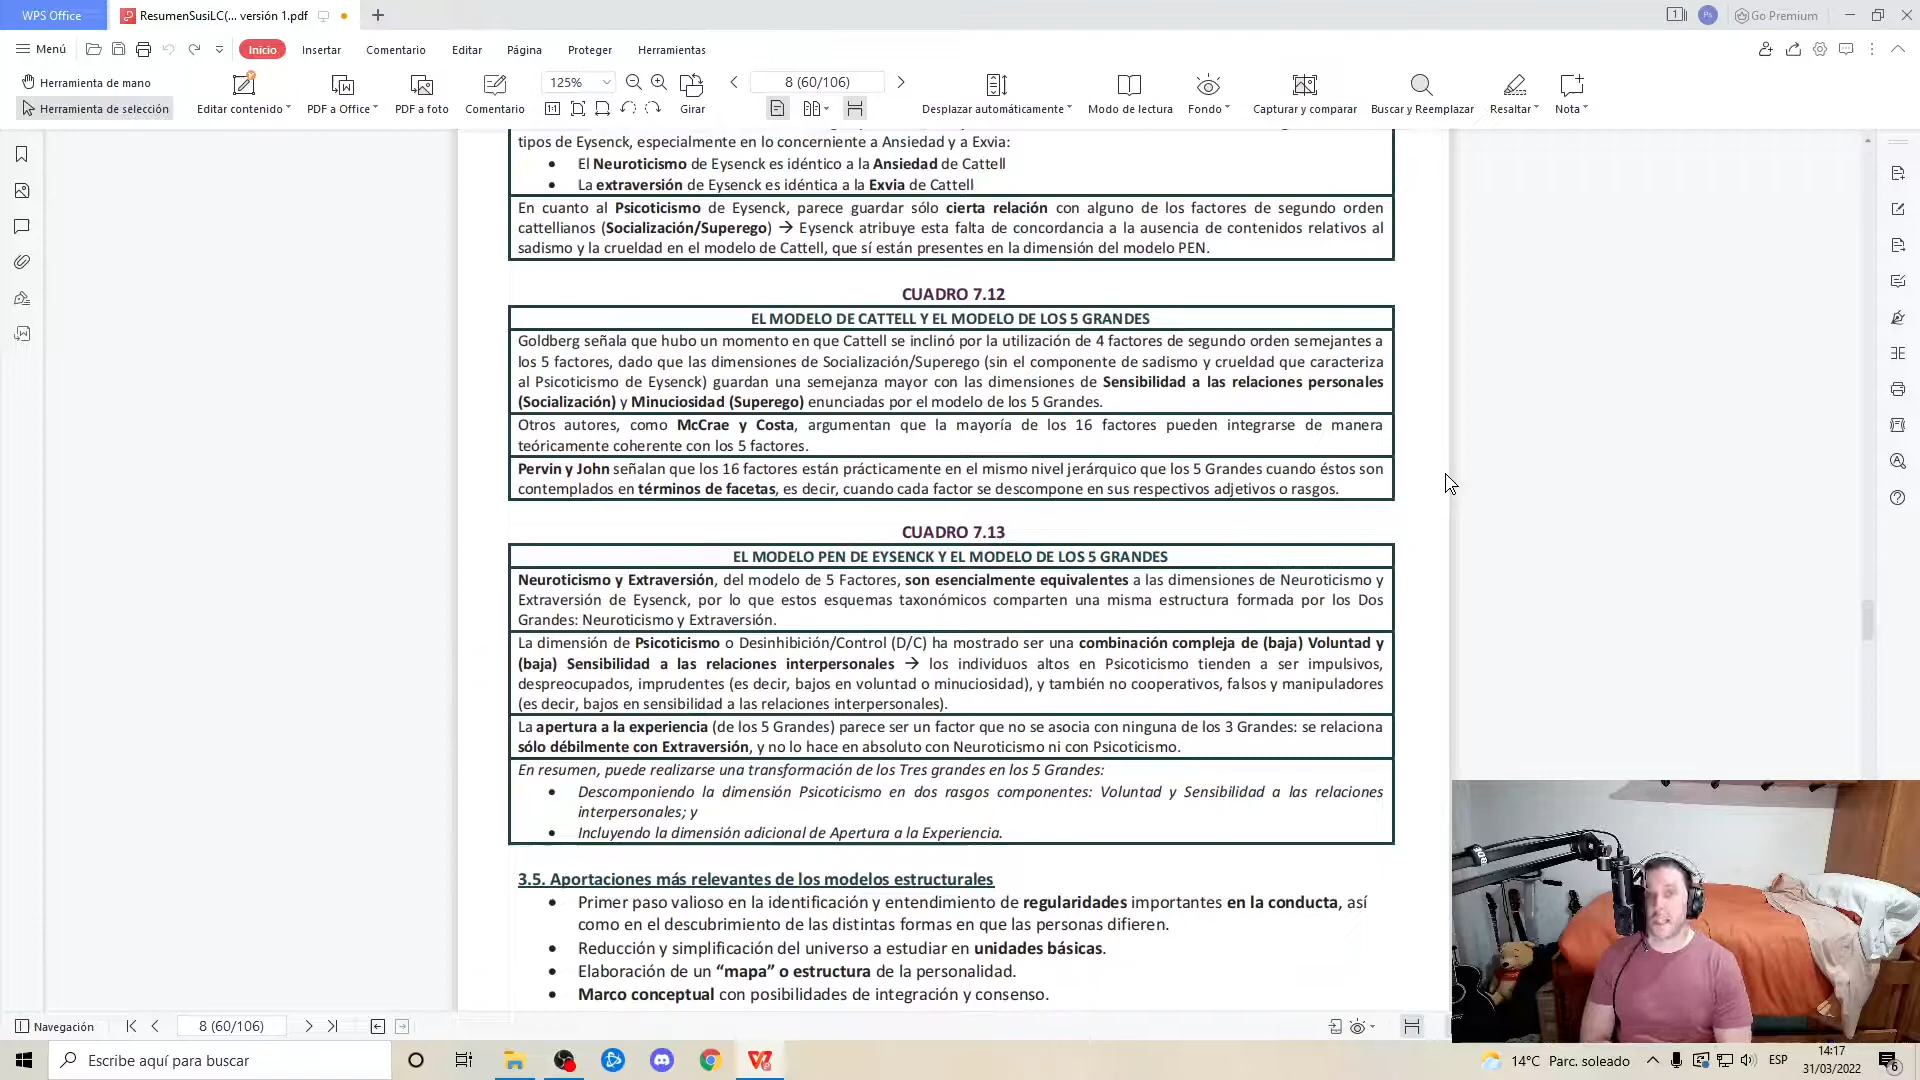 WPS Office
ResumenSusiLC(... versión 1.pdf
Go Premium
Menú
Inicio
Insertar
Comentario
Editar
Página
Proteger
Herramientas
Herramienta de mano
Herramienta de selección
Editar contenido
PDF a Office
PDF a foto
Comentario
125%
Girar
8 (60/106)
Desplazar automáticamente
Modo de lectura
Fondo
Capturar y comparar
Buscar y Reemplazar
Resaltar
Nota
tipos de Eysenck, especialmente en lo concerniente a Ansiedad y a Exvia:
• El Neuroticismo de Eysenck es idéntico a la Ansiedad de Cattell
• La extraversión de Eysenck es idéntica a la Exvia de Cattell
En cuanto al Psicoticismo de Eysenck, parece guardar sólo cierta relación con alguno de los factores de segundo orden
cattellianos (Socialización/Superego) → Eysenck atribuye esta falta de concordancia a la ausencia de contenidos relativos al
sadismo y la crueldad en el modelo de Cattell, que sí están presentes en la dimensión del modelo PEN.
CUADRO 7.12
EL MODELO DE CATTELL Y EL MODELO DE LOS 5 GRANDES
Goldberg señala que hubo un momento en que Cattell se inclinó por la utilización de 4 factores de segundo orden semejantes a
los 5 factores, dado que las dimensiones de Socialización/Superego (sin el componente de sadismo y crueldad que caracteriza
al Psicoticismo de Eysenck) guardan una semejanza mayor con las dimensiones de Sensibilidad a las relaciones personales
(Socialización) y Minuciosidad (Superego) enunciadas por el modelo de los 5 Grandes.
Otros autores, como McCrae y Costa, argumentan que la mayoría de los 16 factores pueden integrarse de manera
teóricamente coherente con los 5 factores.
Pervin y John señalan que los 16 factores están prácticamente en el mismo nivel jerárquico que los 5 Grandes cuando éstos son
contemplados en términos de facetas, es decir, cuando cada factor se descompone en sus respectivos adjetivos o rasgos.
CUADRO 7.13
EL MODELO PEN DE EYSENCK Y EL MODELO DE LOS 5 GRANDES
Neuroticismo y Extraversión, del modelo de 5 Factores, son esencialmente equivalentes a las dimensiones de Neuroticismo y
Extraversión de Eysenck, por lo que estos esquemas taxonómicos comparten una misma estructura formada por los Dos
Grandes: Neuroticismo y Extraversión.
La dimensión de Psicoticismo o Desinhibición/Control (D/C) ha mostrado ser una combinación compleja de (baja) Voluntad y
(baja) Sensibilidad a las relaciones interpersonales → los individuos altos en Psicoticismo tienden a ser impulsivos,
despreocupados, imprudentes (es decir, bajos en voluntad o minuciosidad), y también no cooperativos, falsos y manipuladores
(es decir, bajos en sensibilidad a las relaciones interpersonales).
La apertura a la experiencia (de los 5 Grandes) parece ser un factor que no se asocia con ninguna de los 3 Grandes: se relaciona
sólo débilmente con Extraversión, y no lo hace en absoluto con Neuroticismo ni con Psicoticismo.
En resumen, puede realizarse una transformación de los Tres grandes en los 5 Grandes:
• Descomponiendo la dimensión Psicoticismo en dos rasgos componentes: Voluntad y Sensibilidad a las relaciones
interpersonales; y
• Incluyendo la dimensión adicional de Apertura a la Experiencia.
3.5. Aportaciones más relevantes de los modelos estructurales
• Primer paso valioso en la identificación y entendimiento de regularidades importantes en la conducta, así
como en el descubrimiento de las distintas formas en que las personas difieren.
• Reducción y simplificación del universo a estudiar en unidades básicas.
• Elaboración de un “mapa” o estructura de la personalidad.
• Marco conceptual con posibilidades de integración y consenso.
Navegación
8 (60/106)
Escribe aquí para buscar
14°C Parc. soleado
ESP
14:17
31/03/2022
6